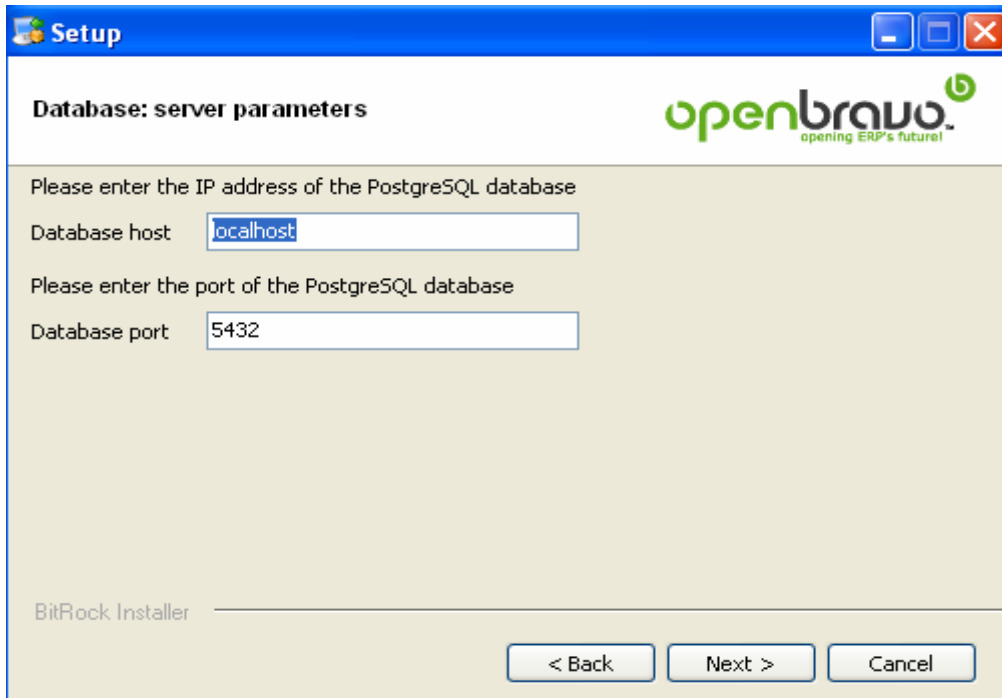 Setup
Database: server parameters
openbravo™
opening ERP's future!
Please enter the IP address of the PostgreSQL database
Database host localhost
Please enter the port of the PostgreSQL database
Database port 5432
BitRock Installer
< Back Next > Cancel